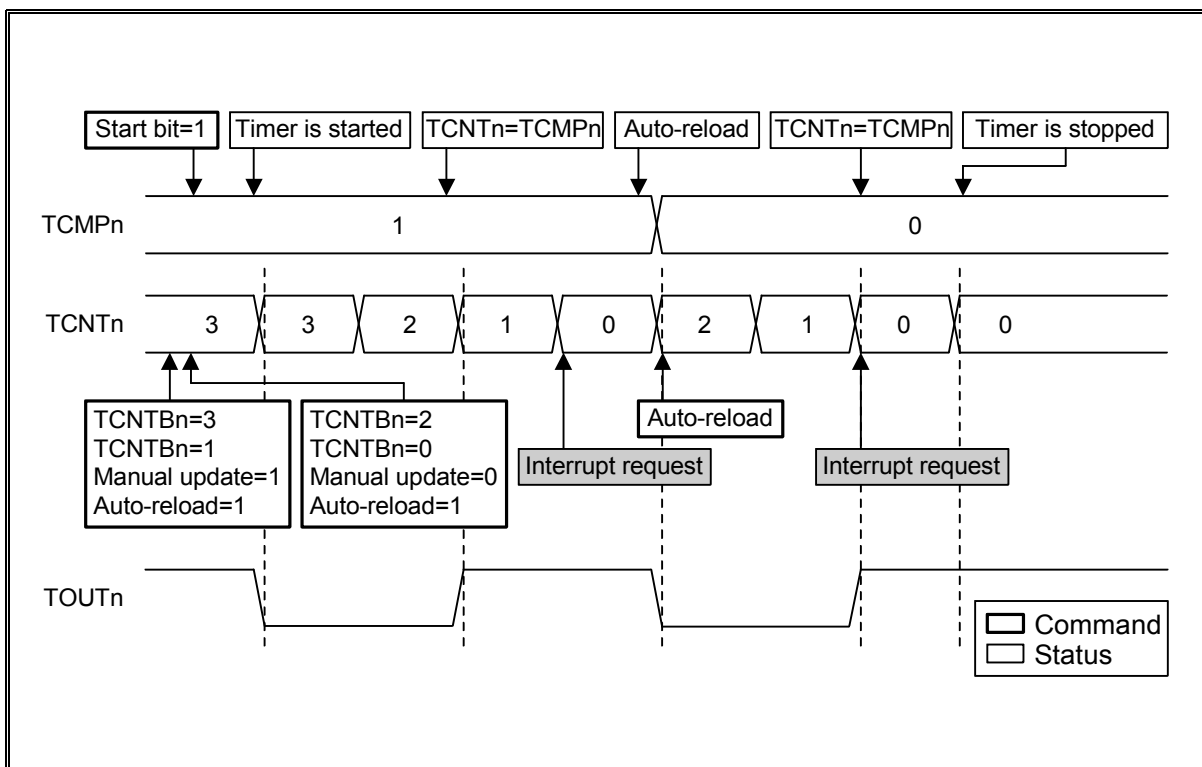 Start bit=1
Timer is started
TCNTn=TCMPn
Auto-reload
TCNTn=TCMPn
Timer is stopped
TCMPn
1
0
TCNTn
3
3
2
1
0
2
1
0
0
TCNTBn=3
TCNTBn=1
Manual update=1
Auto-reload=1
TCNTBn=2
TCNTBn=0
Manual update=0
Auto-reload=1
Interrupt request
Auto-reload
Interrupt request
TOUTn
Command
Status